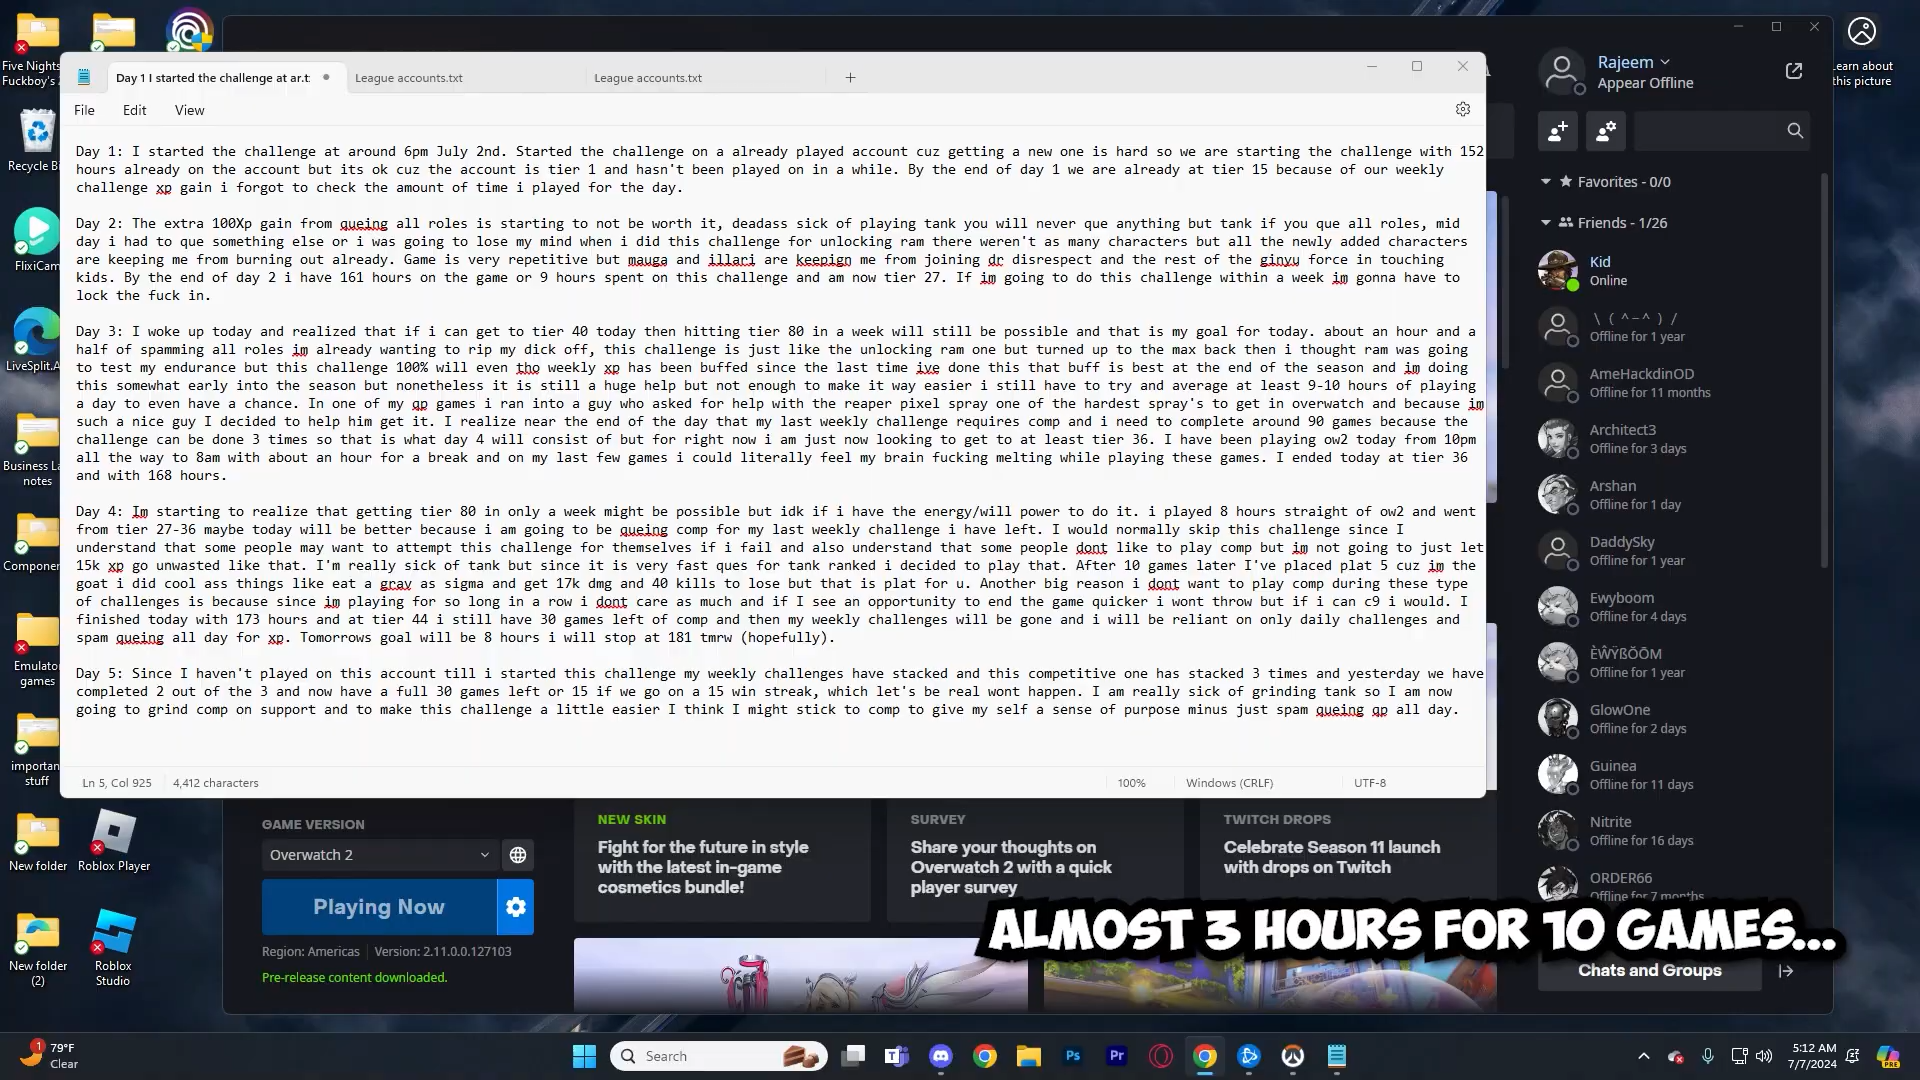 Five Nights
Fuckboy's
Recycle Bi
FlixiCam
LiveSplit.A
Business La
notes
Componen
Emulator
games
importan
stuff
New folder
Roblox Player
New folder
(2)
Roblox
Studio
Day 1 I started the challenge at ar.t
League accounts.txt
League accounts.txt
File
Edit
View
Day 1: I started the challenge at around 6pm July 2nd. Started the challenge on a already played account cuz getting a new one is hard so we are starting the challenge with 152
hours already on the account but its ok cuz the account is tier 1 and hasn't been played on in a while. By the end of day 1 we are already at tier 15 because of our weekly
challenge xp gain i forgot to check the amount of time i played for the day.
Day 2: The extra 100Xp gain from queing all roles is starting to not be worth it, deadass sick of playing tank you will never que anything but tank if you que all roles, mid
day i had to que something else or i was going to lose my mind when i did this challenge for unlocking ram there weren't as many characters but all the newly added characters
are keeping me from burning out already. Game is very repetitive but mauga and illari are keepign me from joining dr disrespect and the rest of the ginyu force in touching
kids. By the end of day 2 i have 161 hours on the game or 9 hours spent on this challenge and am now tier 27. If im going to do this challenge within a week im gonna have to
lock the fuck in.
Day 3: I woke up today and realized that if i can get to tier 40 today then hitting tier 80 in a week will still be possible and that is my goal for today. about an hour and a
half of spamming all roles im already wanting to rip my dick off, this challenge is just like the unlocking ram one but turned up to the max back then i thought ram was going
to test my endurance but this challenge 100% will even tho weekly xp has been buffed since the last time ive done this that buff is best at the end of the season and im doing
this somewhat early into the season but nonetheless it is still a huge help but not enough to make it way easier i still have to try and average at least 9-10 hours of playing
a day to even have a chance. In one of my qp games i ran into a guy who asked for help with the reaper pixel spray one of the hardest spray's to get in overwatch and because im
such a nice guy I decided to help him get it. I realize near the end of the day that my last weekly challenge requires comp and i need to complete around 90 games because the
challenge can be done 3 times so that is what day 4 will consist of but for right now i am just now looking to get to at least tier 36. I have been playing ow2 today from 10pm
all the way to 8am with about an hour for a break and on my last few games i could literally feel my brain fucking melting while playing these games. I ended today at tier 36
and with 168 hours.
Day 4: Im starting to realize that getting tier 80 in only a week might be possible but idk if i have the energy/will power to do it. i played 8 hours straight of ow2 and went
from tier 27-36 maybe today will be better because i am going to be queing comp for my last weekly challenge i have left. I would normally skip this challenge since I
understand that some people may want to attempt this challenge for themselves if i fail and also understand that some people dont like to play comp but im not going to just let
15k xp go unwasted like that. I'm really sick of tank but since it is very fast ques for tank ranked i decided to play that. After 10 games later I've placed plat 5 cuz im the
goat i did cool ass things like eat a grav as sigma and get 17k dmg and 40 kills to lose but that is plat for u. Another big reason i dont want to play comp during these type
of challenges is because since im playing for so long in a row i dont care as much and if I see an opportunity to end the game quicker i wont throw but if i can c9 i would. I
finished today with 173 hours and at tier 44 i still have 30 games left of comp and then my weekly challenges will be gone and i will be reliant on only daily challenges and
spam queing all day for xp. Tomorrows goal will be 8 hours i will stop at 181 tmrw (hopefully).
Day 5: Since I haven't played on this account till i started this challenge my weekly challenges have stacked and this competitive one has stacked 3 times and yesterday we have
completed 2 out of the 3 and now have a full 30 games left or 15 if we go on a 15 win streak, which let's be real wont happen. I am really sick of grinding tank so I am now
going to grind comp on support and to make this challenge a little easier I think I might stick to comp to give my self a sense of purpose minus just spam queing qp all day.
Ln 5, Col 925
4,412 characters
100%
Windows (CRLF)
UTF-8
GAME VERSION
Overwatch 2
Playing Now
Region: Americas
Version: 2.11.0.0.127103
Pre-release content downloaded.
NEW SKIN
Fight for the future in style
with the latest in-game
cosmetics bundle!
SURVEY
Share your thoughts on
Overwatch 2 with a quick
player survey
TWITCH DROPS
Celebrate Season 11 launch
with drops on Twitch
Rajeem
Appear Offline
Favorites - 0/0
Friends - 1/26
Kid
Online
\ ( ^-^ ) /
Offline for 1 year
AmeHackdinOD
Offline for 11 months
Architect3
Offline for 3 days
Arshan
Offline for 1 day
DaddySky
Offline for 1 year
Ewyboom
Offline for 4 days
ÈŴŸßÕÕM
Offline for 1 year
GlowOne
Offline for 2 days
Guinea
Offline for 11 days
Nitrite
Offline for 16 days
ORDER66
Offline for 7 months
ALMOST 3 HOURS FOR 10 GAMES...
Chats and Groups
Learn about
this picture
1
79°F
Clear
Search
Ps
Pr
5:12 AM
7/7/2024
PRE